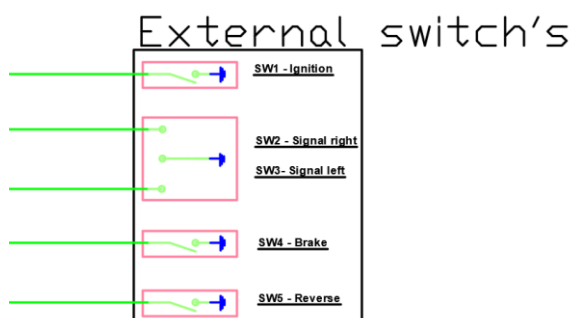 External switch's
SW1 - Ignition
SW2 - Signal right
SW3- Signal left
SW4 - Brake
SW5 - Reverse